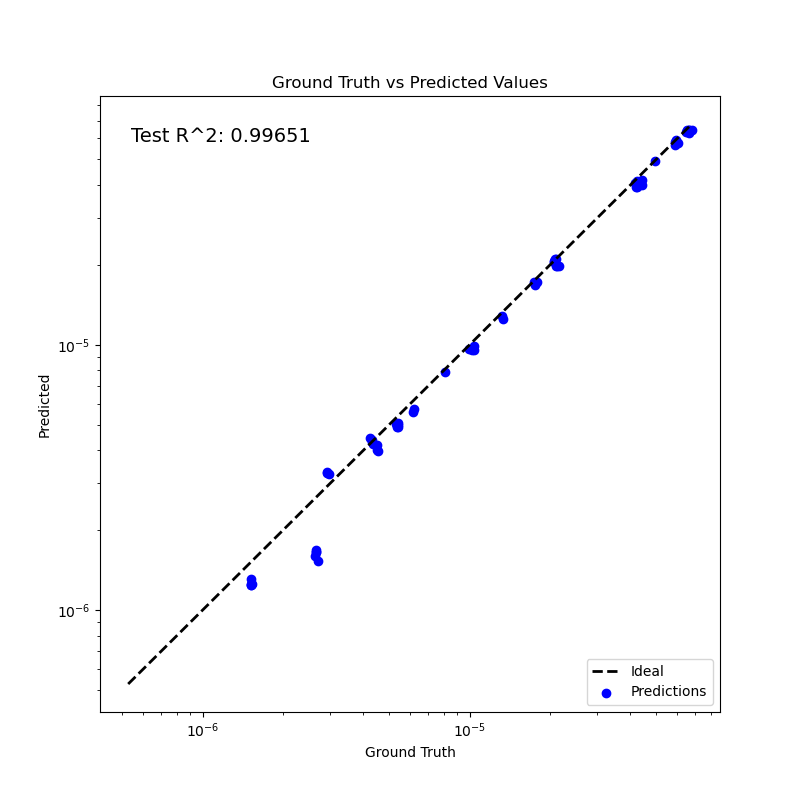 Ground Truth vs Predicted Values
Test R^2: 0.99651
Predicted
10⁻⁵
10⁻⁶
Ideal
Predictions
10⁻⁶
10⁻⁵
Ground Truth